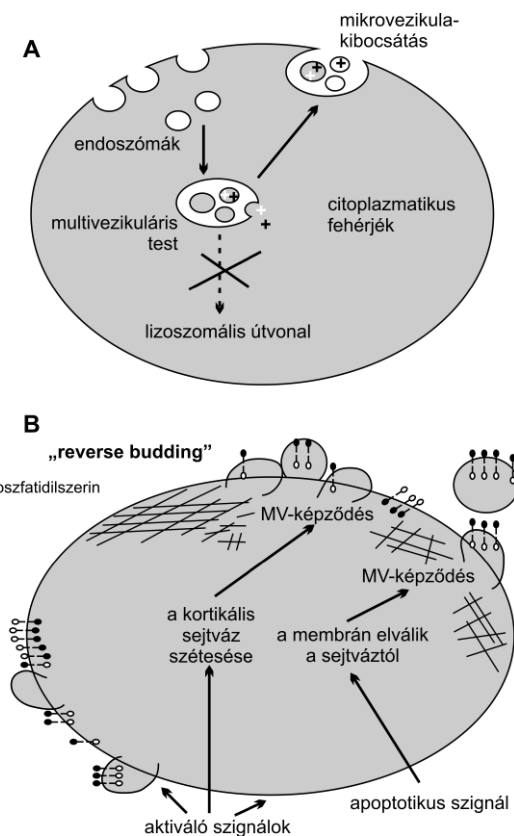 A
mikrovezikula-
kibocsátás
endoszómák
multivezikuláris
test
citoplazmatikus
fehérjék
lizoszomális útvonal
B
„reverse budding”
oszfatidilszerin
MV-képződés
MV-képződés
a kortikális
sejtváz
szétesése
a membrán elválik
a sejtváztól
aktiváló szignálok
apoptotikus szignál